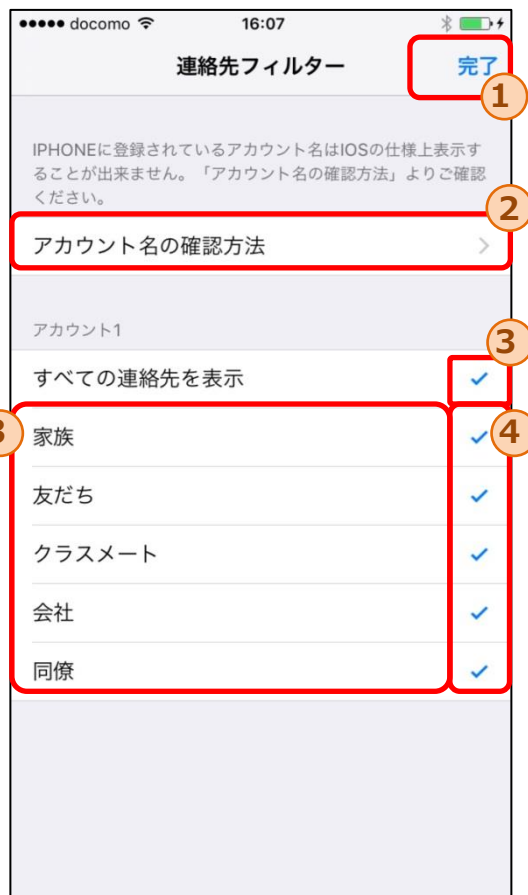 docomo 16:07
連絡先フィルター 完了
1
IPHONEに登録されているアカウント名はIOSの仕様上表示す
ることが出来ません。「アカウント名の確認方法」よりご確認
ください。
2
アカウント名の確認方法
アカウント1
3
すべての連絡先を表示
3
家族
4
友だち
クラスメート
会社
同僚